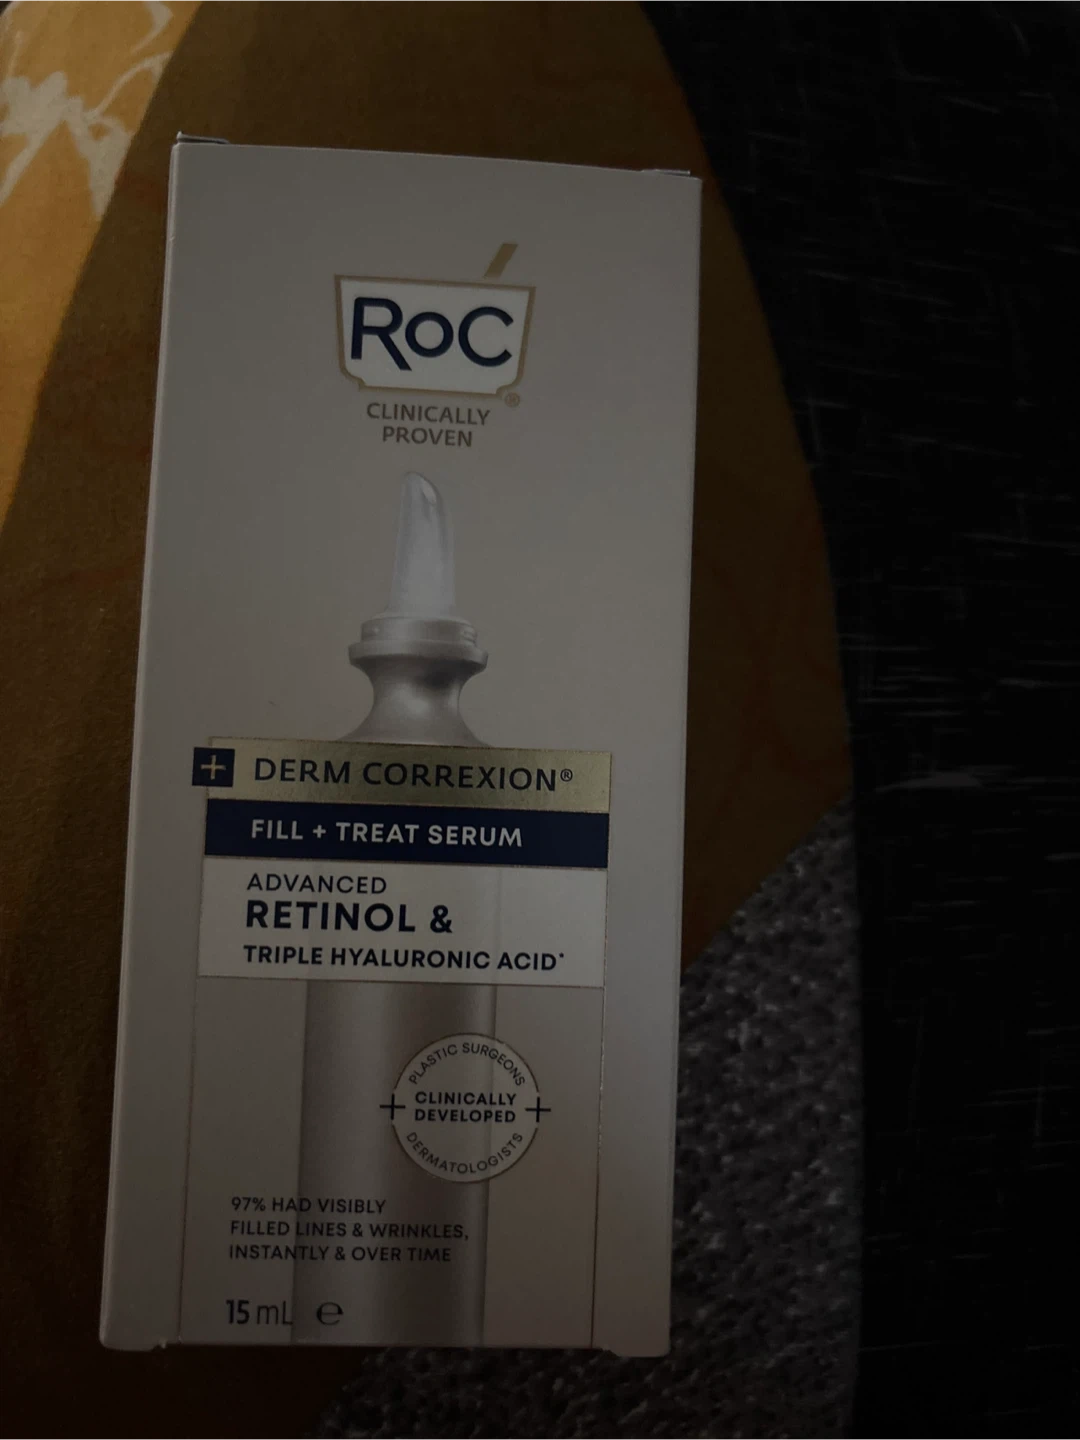 RoC
®
CLINICALLY
PROVEN
+ DERM CORREXION®
FILL + TREAT SERUM
ADVANCED
RETINOL &
TRIPLE HYALURONIC ACID*
PLASTIC SURGEONS
+ CLINICALLY +
DEVELOPED
DERMATOLOGISTS
97% HAD VISIBLY
FILLED LINES & WRINKLES,
INSTANTLY & OVER TIME
15 mL ℮